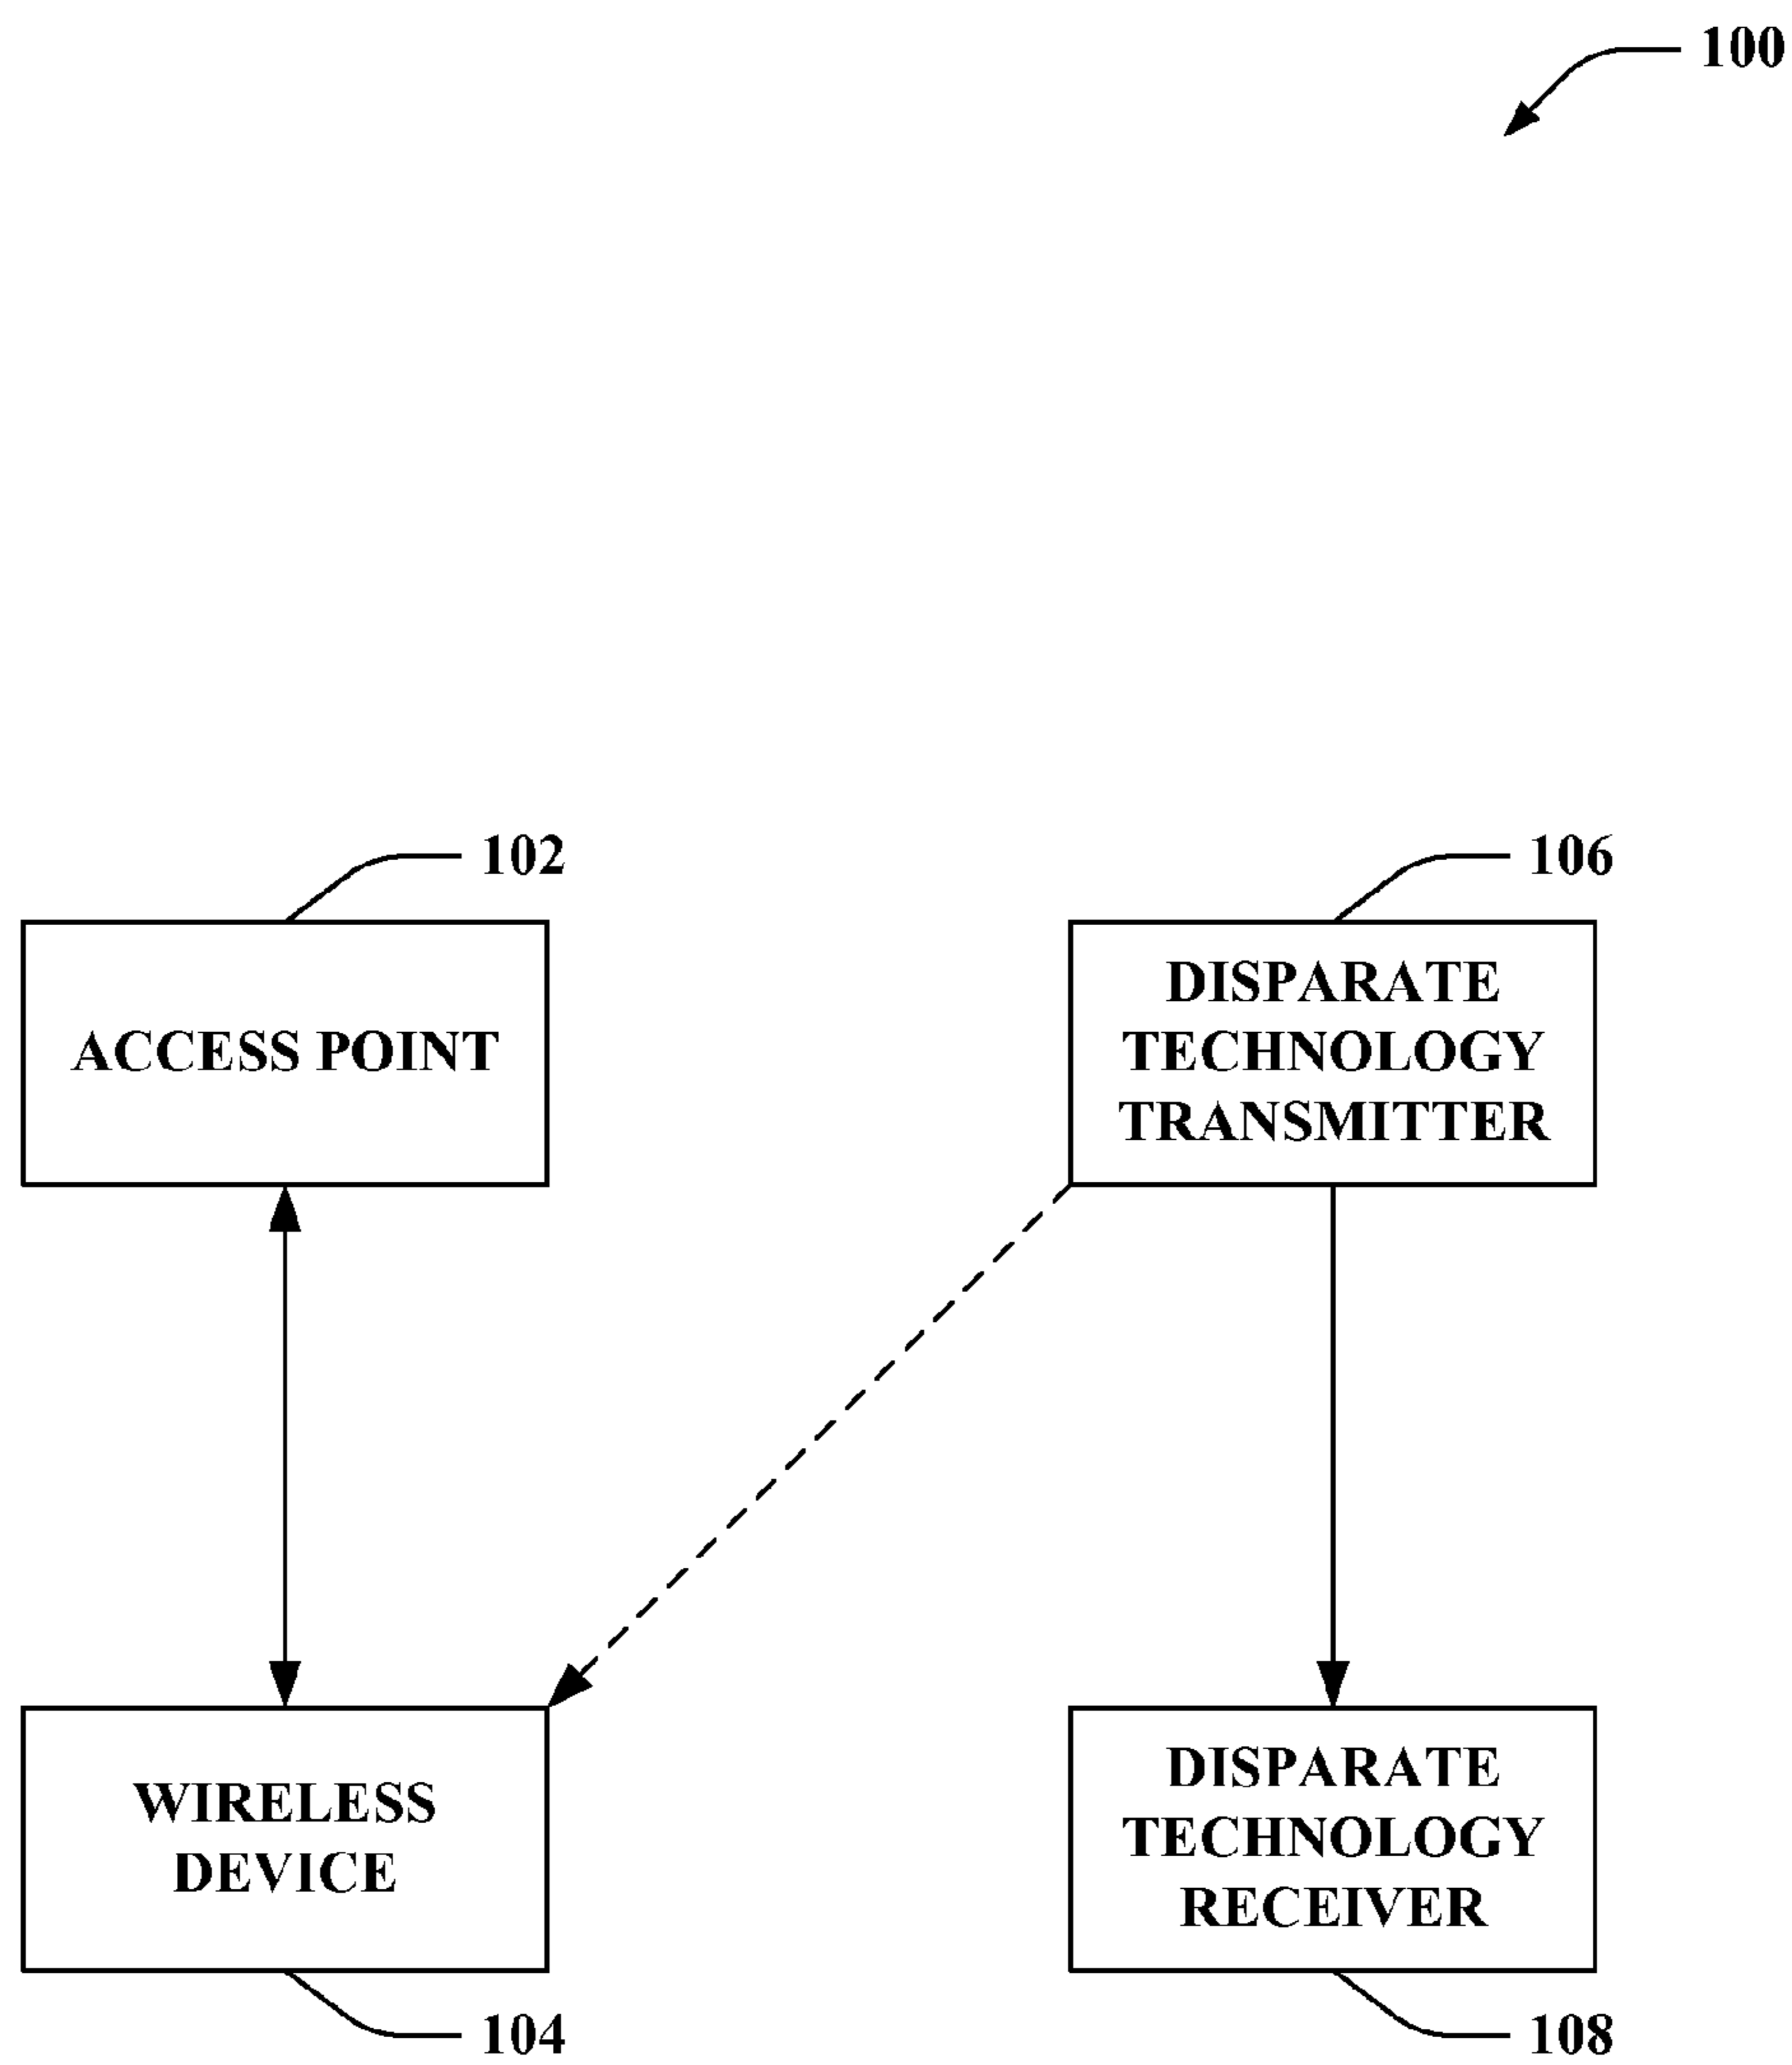 100
102
106
ACCESS POINT
DISPARATE
TECHNOLOGY
TRANSMITTER
WIRELESS
DEVICE
DISPARATE
TECHNOLOGY
RECEIVER
104
108